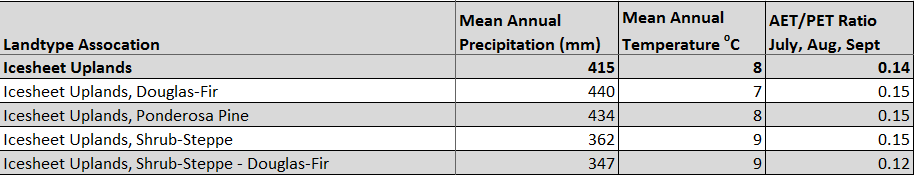 Landtype Assocation Mean Annual Precipitation (mm) Mean Annual Temperature °C AET/PET Ratio July, Aug, Sept
Icesheet Uplands 415 8 0.14
Icesheet Uplands, Douglas-Fir 440 7 0.15
Icesheet Uplands, Ponderosa Pine 434 8 0.15
Icesheet Uplands, Shrub-Steppe 362 9 0.15
Icesheet Uplands, Shrub-Steppe - Douglas-Fir 347 9 0.12